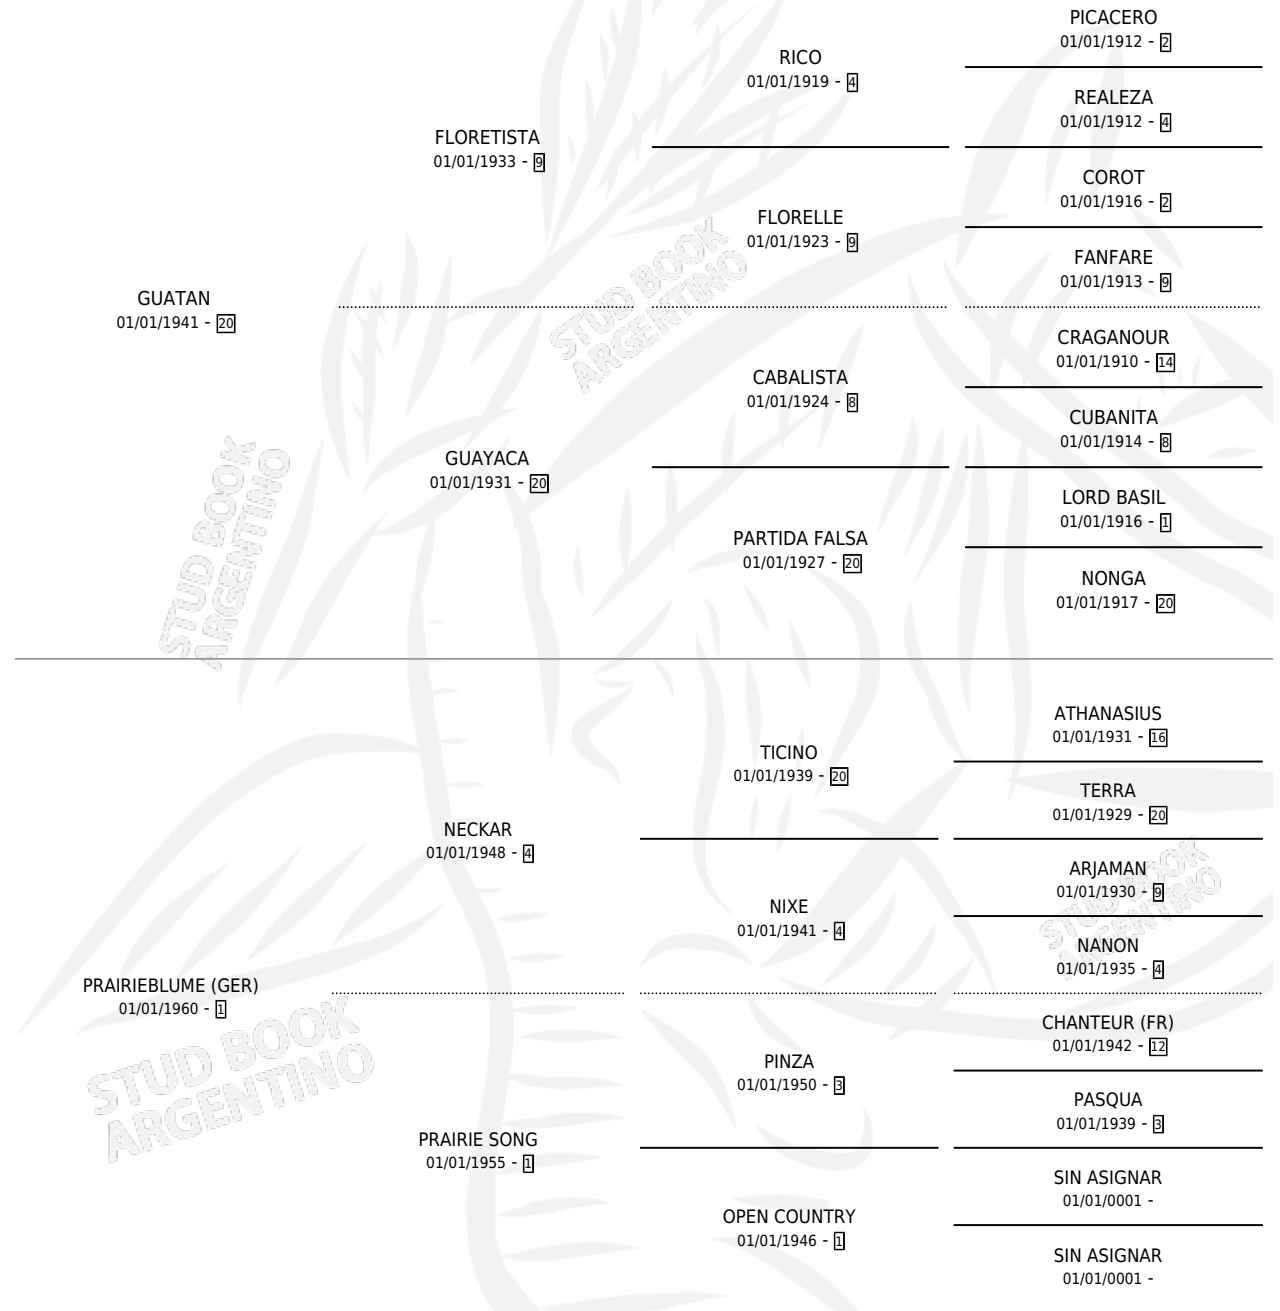 PICACERO
01/01/1912 - 2
RICO
01/01/1919 - 4
REALEZA
01/01/1912 - 4
FLORETISTA
01/01/1933 - 9
COROT
01/01/1916 - 2
FLORELLE
01/01/1923 - 9
FANFARE
01/01/1913 - 9
GUATAN
01/01/1941 - 20
CRAGANOUR
01/01/1910 - 14
CABALISTA
01/01/1924 - 8
CUBANITA
01/01/1914 - 8
GUAYACA
01/01/1931 - 20
LORD BASIL
01/01/1916 - 1
PARTIDA FALSA
01/01/1927 - 20
NONGA
01/01/1917 - 20
ATHANASIUS
01/01/1931 - 16
TICINO
01/01/1939 - 20
TERRA
01/01/1929 - 20
NECKAR
01/01/1948 - 4
ARJAMAN
01/01/1930 - 9
NIXE
01/01/1941 - 4
NANON
01/01/1935 - 4
PRAIRIEBLUME (GER)
01/01/1960 - 1
CHANTEUR (FR)
01/01/1942 - 12
PINZA
01/01/1950 - 3
PASQUA
01/01/1939 - 3
PRAIRIE SONG
01/01/1955 - 1
SIN ASIGNAR
01/01/0001 -
OPEN COUNTRY
01/01/1946 - 1
SIN ASIGNAR
01/01/0001 -
STUD BOOK
ARGENTINO
STUD BOOK
ARGENTINO
STUD BOOK
ARGENTINO
STUD BOOK
ARGENTINO